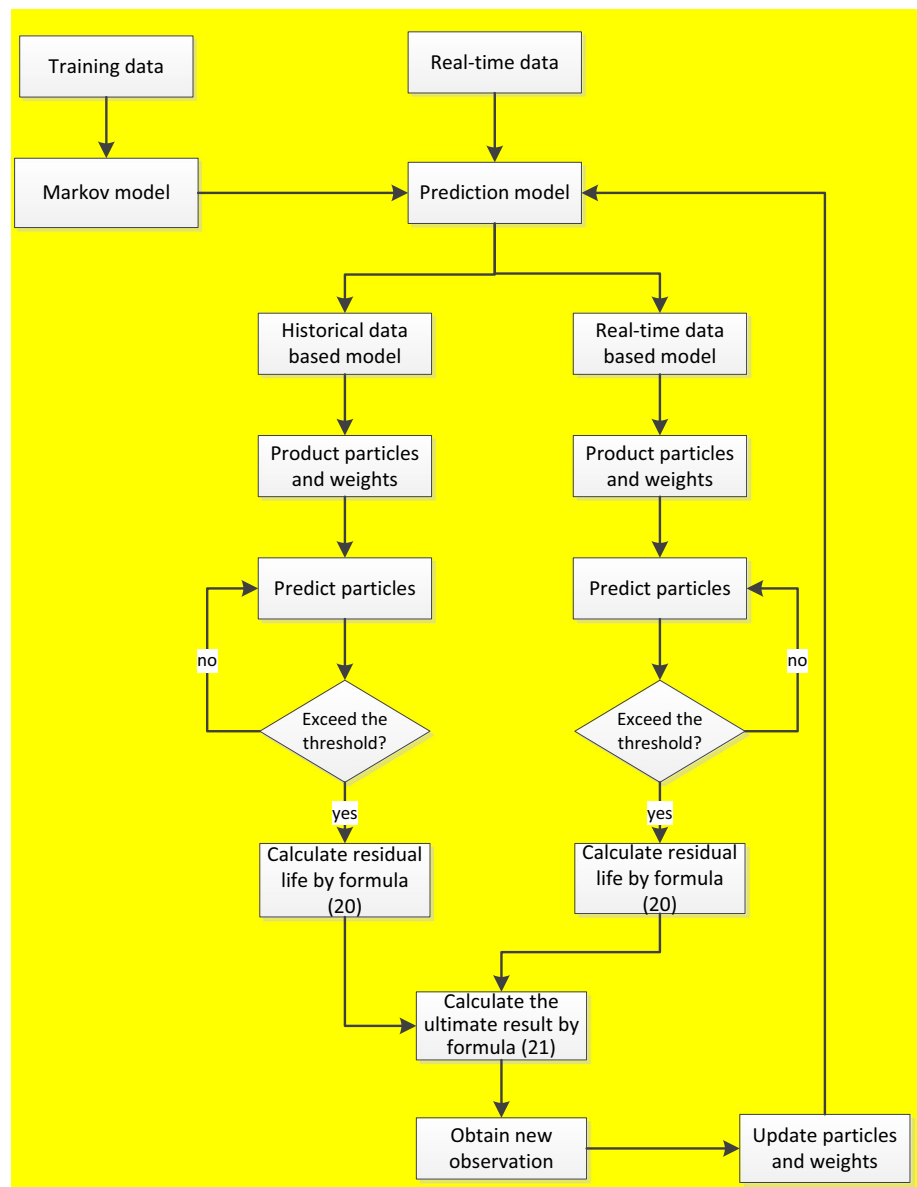 Training data
Real-time data
Markov model
Prediction model
Historical data
based model
Real-time data
based model
Product particles
and weights
Product particles
and weights
Predict particles
Predict particles
no
no
Exceed the
threshold?
Exceed the
threshold?
yes
yes
Calculate residual
life by formula
(20)
Calculate residual
life by formula
(20)
Calculate the
ultimate result by
formula (21)
Obtain new
observation
Update particles
and weights